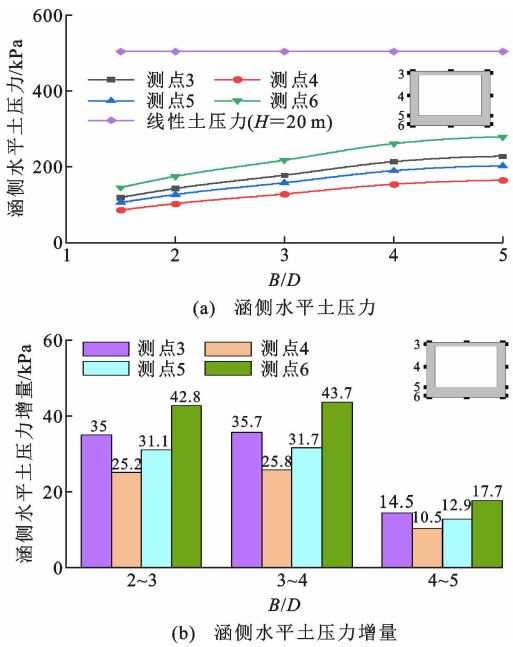 600
400
200
0
涵侧水平土压力/kPa
测点3
测点4
测点5
测点6
线性土压力(H=20 m)
3
4
5
6
1
2
3
4
5
B/D
(a) 涵侧水平土压力
60
40
20
0
涵侧水平土压力增量/kPa
测点3
测点4
测点5
测点6
3
4
5
6
35
25.2
31.1
42.8
35.7
25.8
31.7
43.7
14.5
10.5
12.9
17.7
2~3
3~4
4~5
B/D
(b) 涵侧水平土压力增量